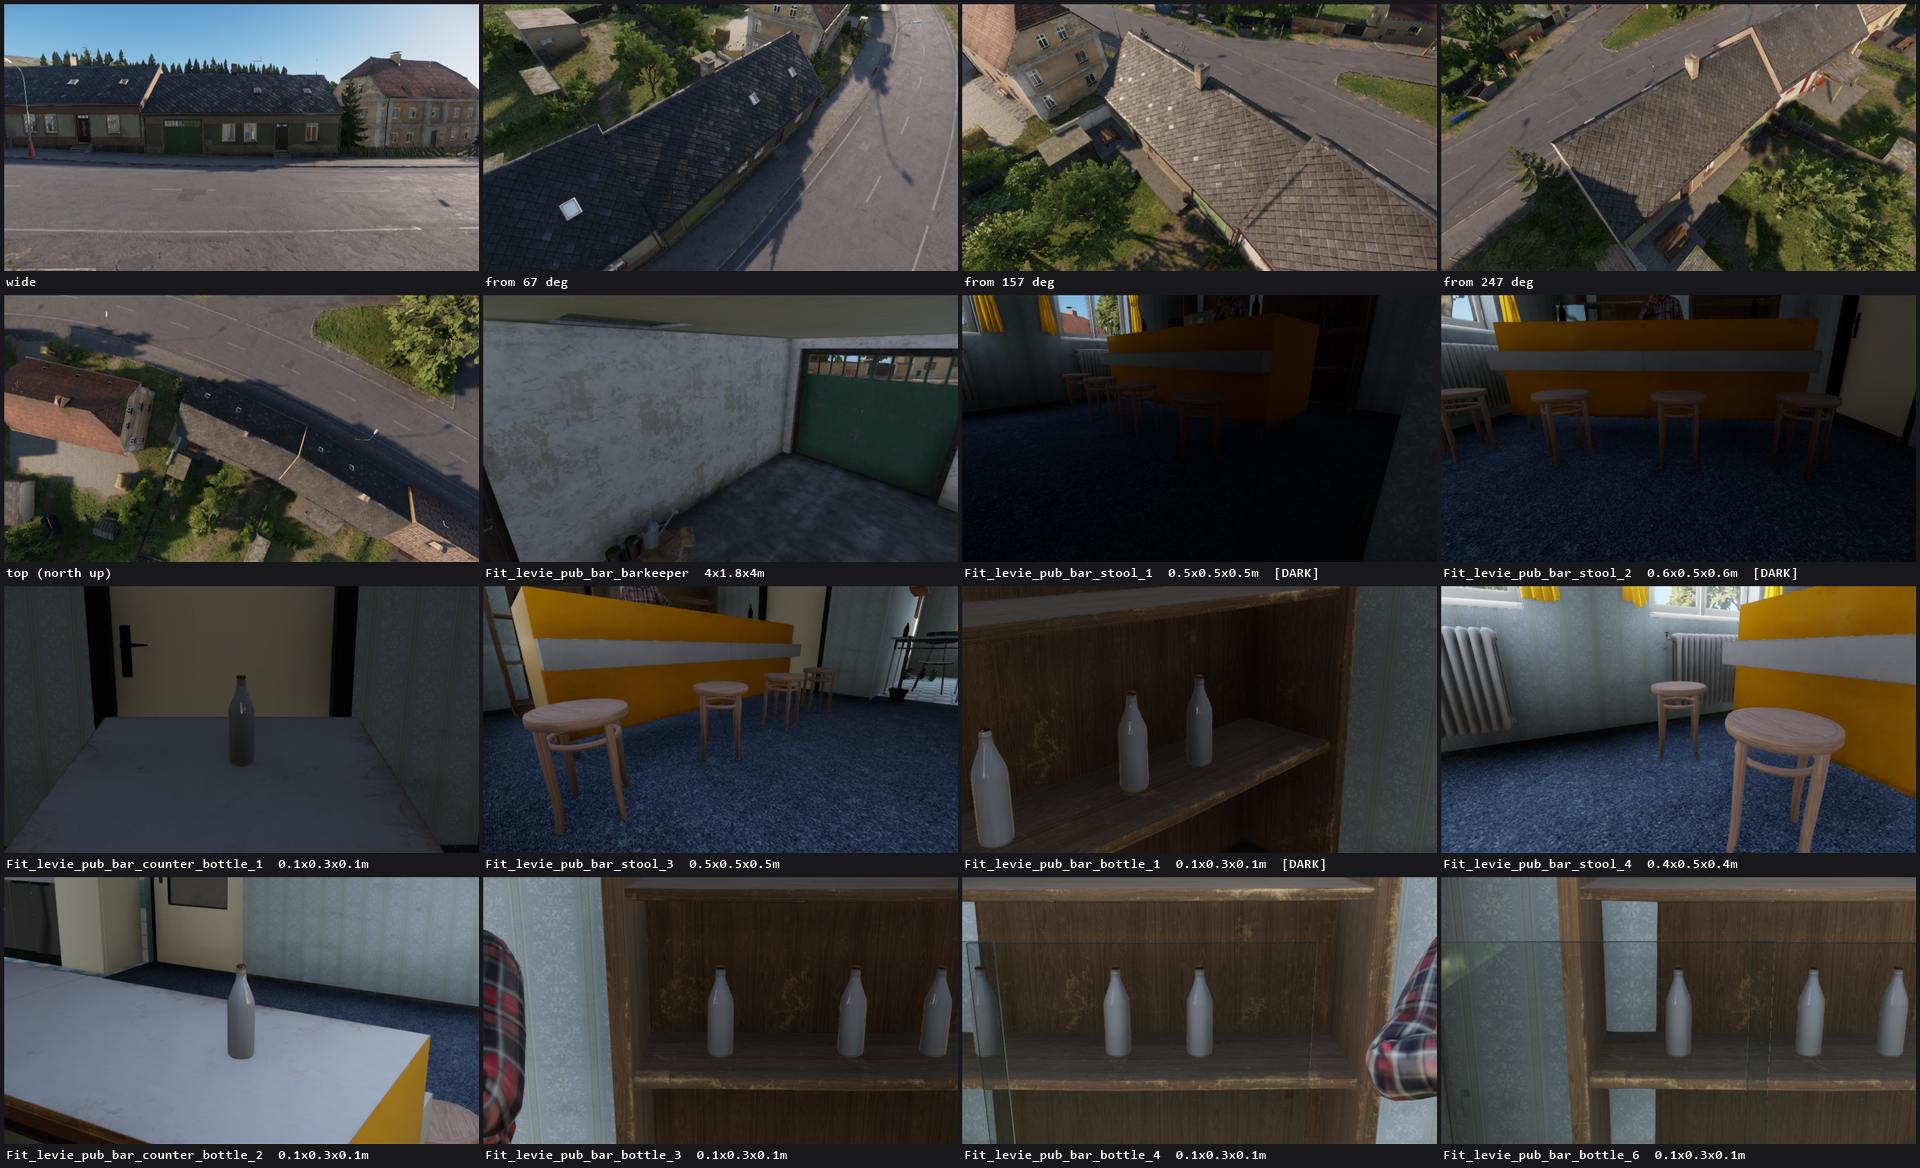 wide
from 67 deg
from 157 deg
from 247 deg
top (north up)
Fit_levie_pub_bar_barkeeper 4x1.8x4m
Fit_levie_pub_bar_stool_1 0.5x0.5x0.5m [DARK]
Fit_levie_pub_bar_stool_2 0.6x0.5x0.6m [DARK]
Fit_levie_pub_bar_counter_bottle_1 0.1x0.3x0.1m
Fit_levie_pub_bar_stool_3 0.5x0.5x0.5m
Fit_levie_pub_bar_bottle_1 0.1x0.3x0.1m [DARK]
Fit_levie_pub_bar_stool_4 0.4x0.5x0.4m
Fit_levie_pub_bar_counter_bottle_2 0.1x0.3x0.1m
Fit_levie_pub_bar_bottle_3 0.1x0.3x0.1m
Fit_levie_pub_bar_bottle_4 0.1x0.3x0.1m
Fit_levie_pub_bar_bottle_6 0.1x0.3x0.1m